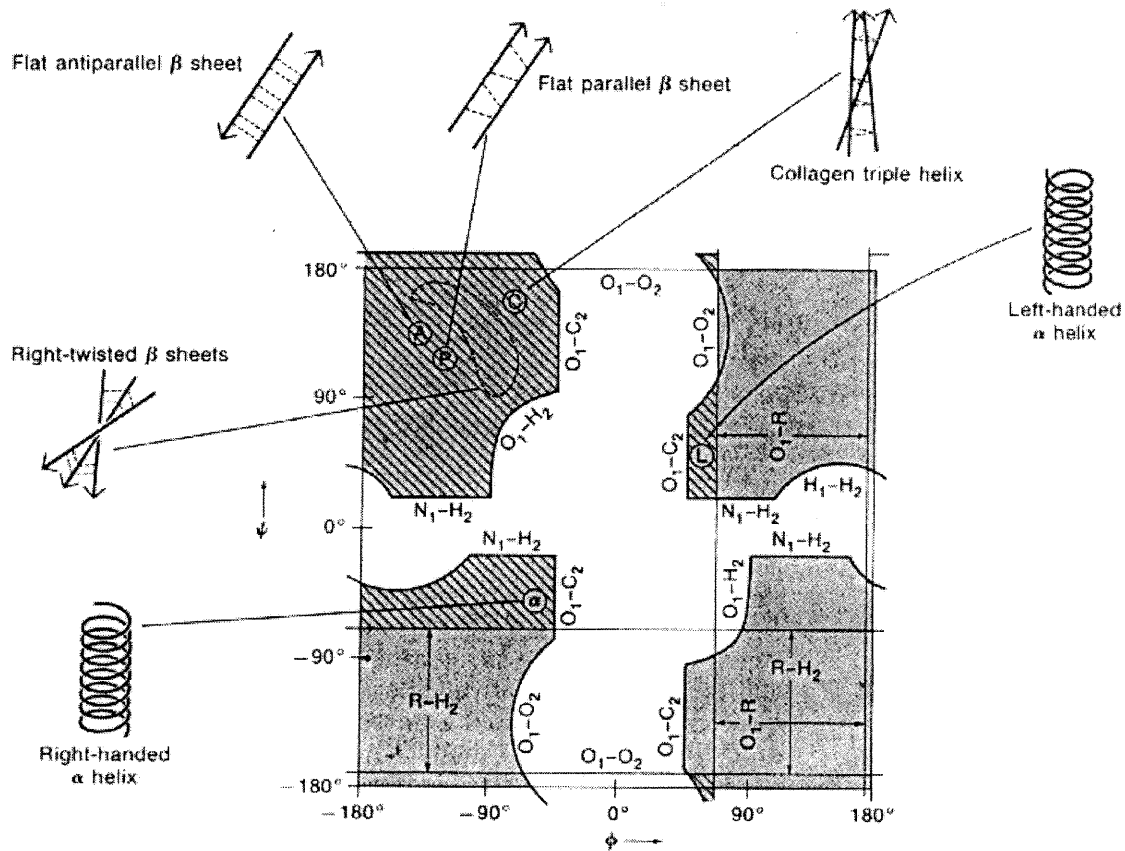 Flat antiparallel β sheet
Flat parallel β sheet
Collagen triple helix
Left-handed
α helix
Right-twisted β sheets
Right-handed
α helix
180°
90°
0°
−90°
−180°
ψ
−180°
−90°
0°
90°
180°
ϕ
A
P
C
L
α
O₁–O₂
O₁–C₂
O₁–H₂
N₁–H₂
O₁–O₂
O₁–C₂
O₁–R
H₁–H₂
N₁–H₂
N₁–H₂
O₁–C₂
R–H₂
O₁–O₂
O₁–O₂
N₁–H₂
O₁–H₂
R–H₂
O₁–C₂
O₁–R